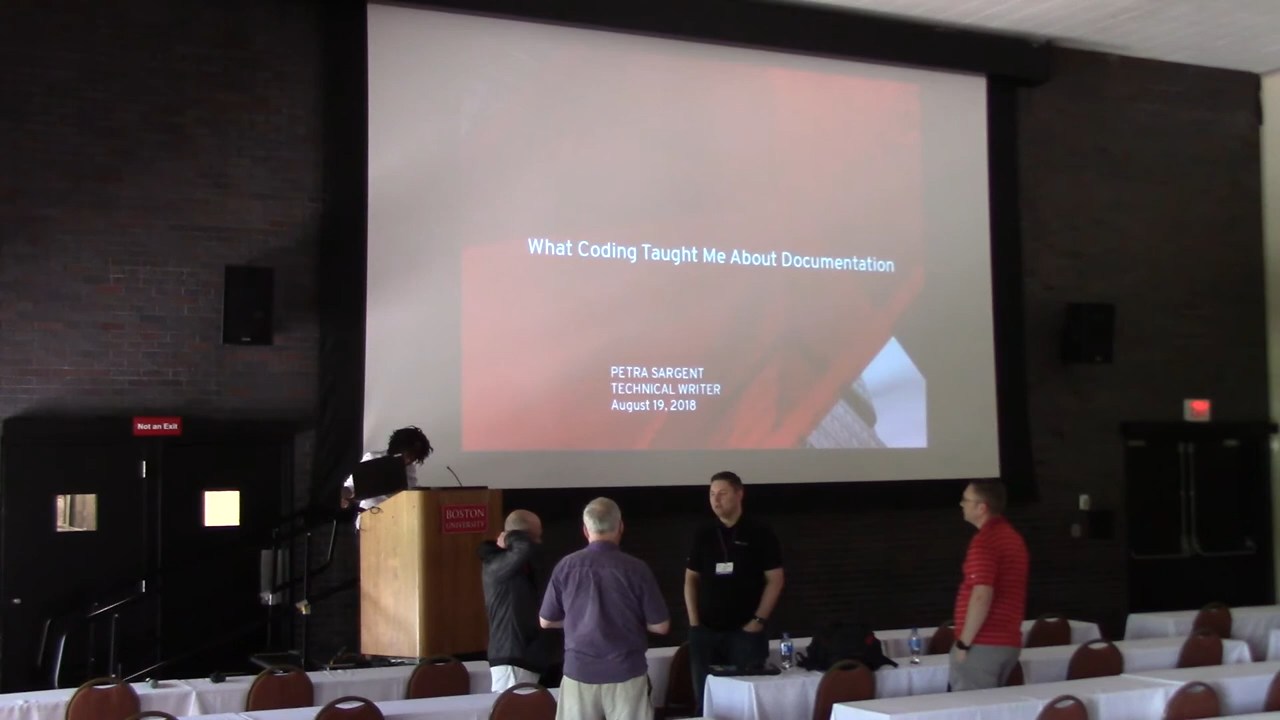 What Coding Taught Me About Documentation
PETRA SARGENT
TECHNICAL WRITER
August 19, 2018
Not an Exit
BOSTON
UNIVERSITY